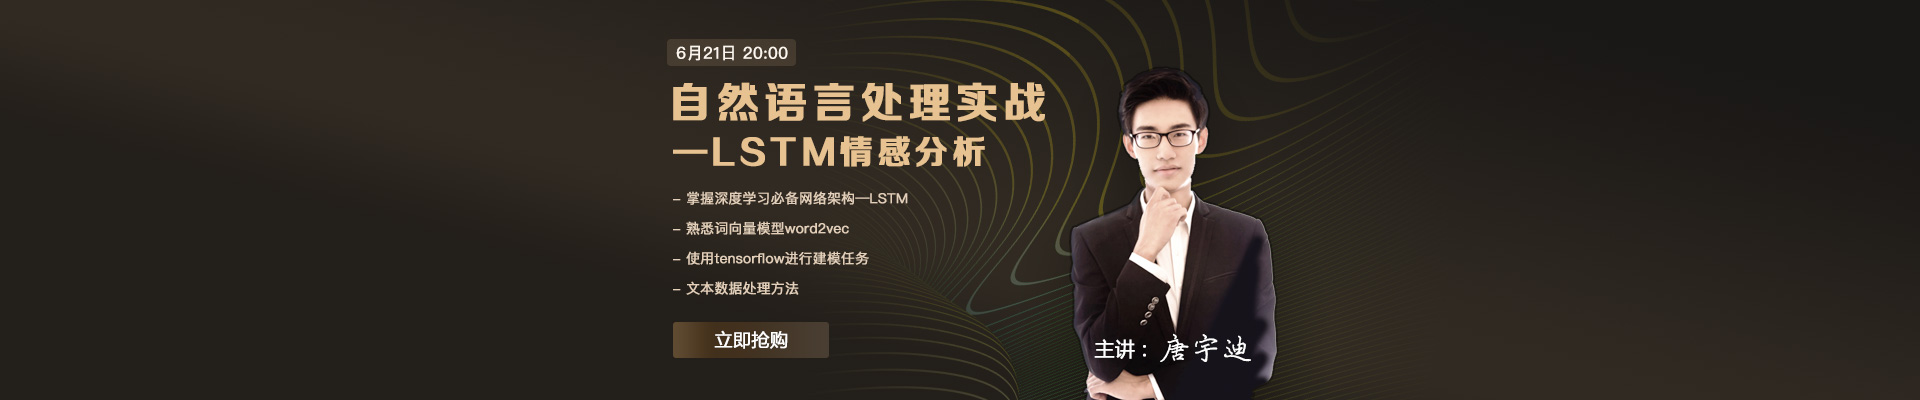 6月21日 20:00
自然语言处理实战
—LSTM情感分析
- 掌握深度学习必备网络架构—LSTM
- 熟悉词向量模型word2vec
- 使用tensorflow进行建模任务
- 文本数据处理方法
立即抢购
主讲：唐宇迪